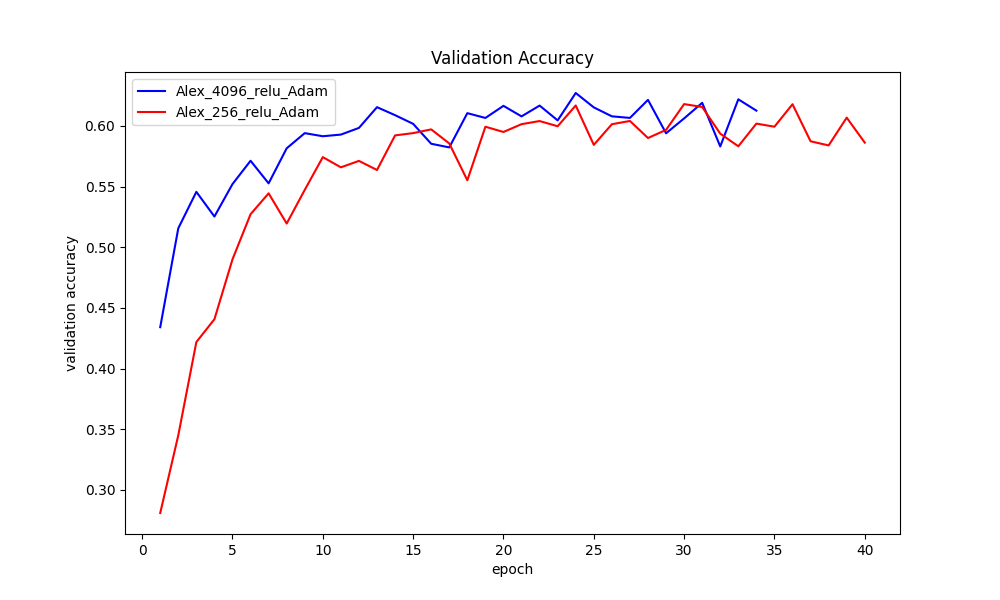 Validation Accuracy
Alex_4096_relu_Adam
Alex_256_relu_Adam
validation accuracy
0.60
0.55
0.50
0.45
0.40
0.35
0.30
0 5 10 15 20 25 30 35 40
epoch